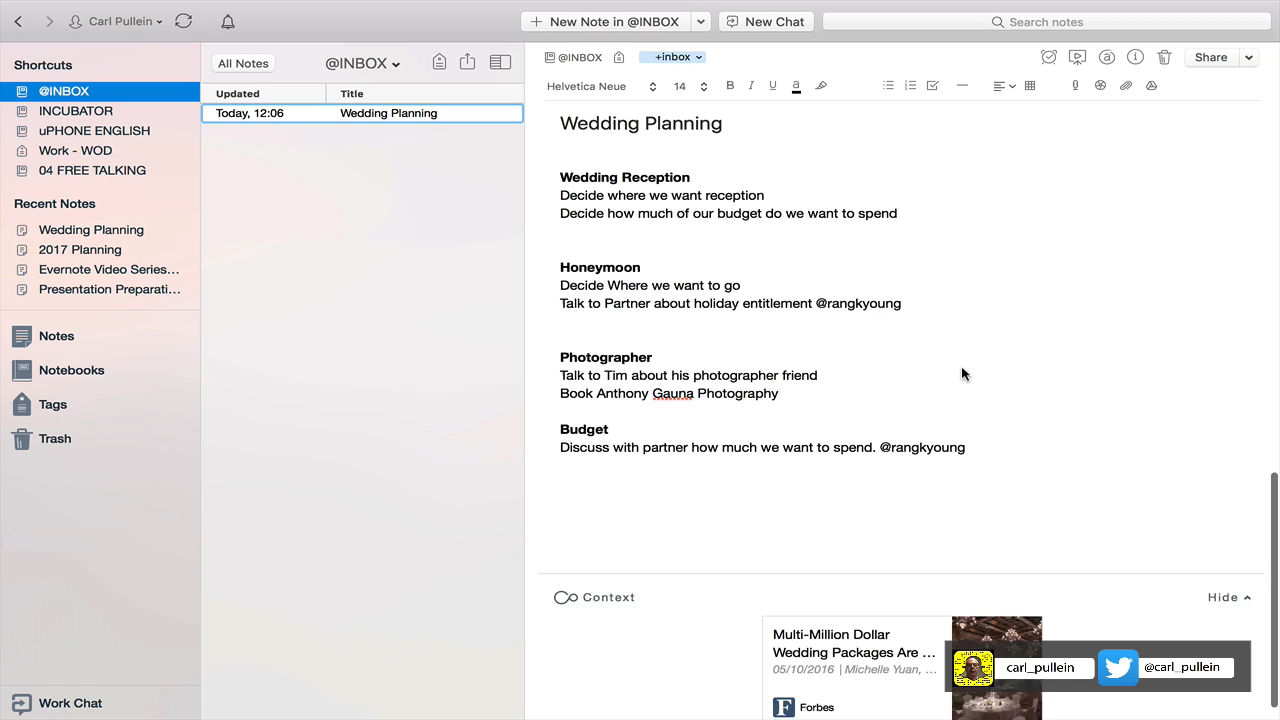 Carl Pullein
New Note in @INBOX
New Chat
Search notes
Shortcuts
@INBOX
INCUBATOR
uPHONE ENGLISH
Work - WOD
04 FREE TALKING
Recent Notes
Wedding Planning
2017 Planning
Evernote Video Series...
Presentation Preparati...
Notes
Notebooks
Tags
Trash
Work Chat
All Notes
@INBOX
Updated Title
Today, 12:06 Wedding Planning
@INBOX +inbox
Share
Helvetica Neue 14 B I U a
Wedding Planning
Wedding Reception
Decide where we want reception
Decide how much of our budget do we want to spend
Honeymoon
Decide Where we want to go
Talk to Partner about holiday entitlement @rangkyoung
Photographer
Talk to Tim about his photographer friend
Book Anthony Gauna Photography
Budget
Discuss with partner how much we want to spend. @rangkyoung
Context
Hide
Multi-Million Dollar
Wedding Packages Are ...
05/10/2016 | Michelle Yuan, ...
F Forbes
carl_pullein
@carl_pullein